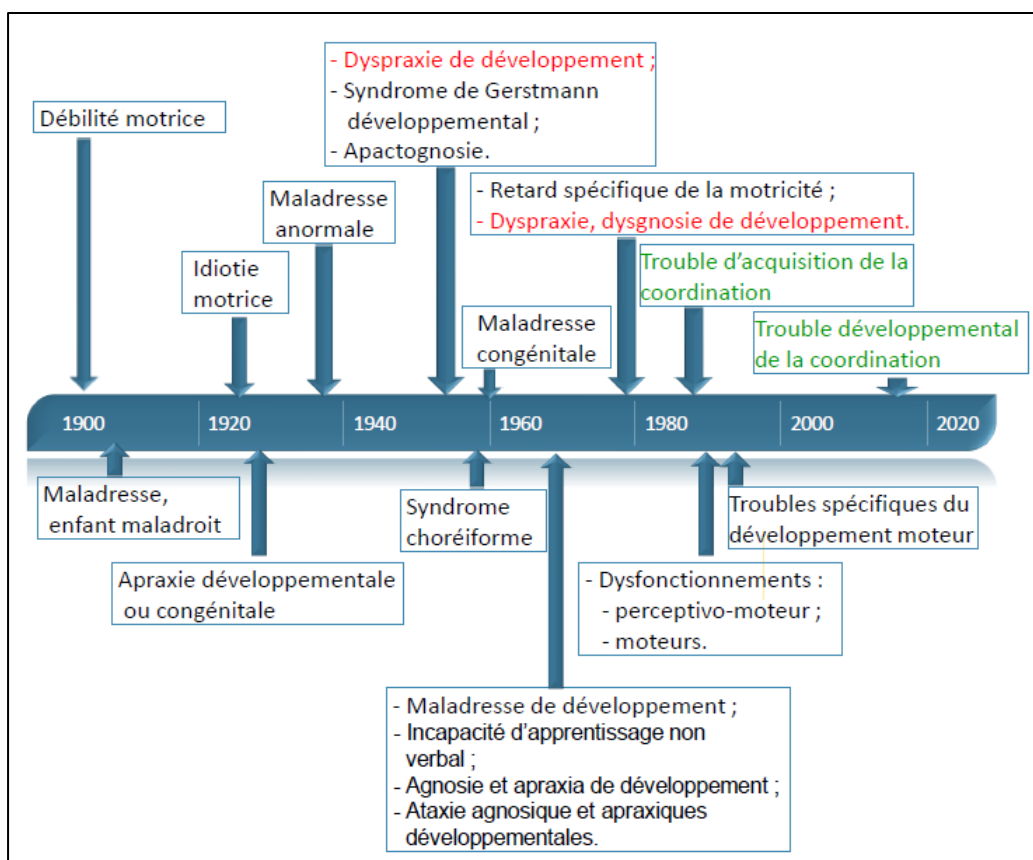 - Dyspraxie de développement ;
- Syndrome de Gerstmann
développemental ;
- Apactognosie.
Débilité motrice
Maladresse
anormale
- Retard spécifique de la motricité ;
- Dyspraxie, dysgnosie de développement.
Idiotie
motrice
Trouble d’acquisition de la
coordination
Maladresse
congénitale
Trouble développemental
de la coordination
1900
1920
1940
1960
1980
2000
2020
Maladresse,
enfant maladroit
Syndrome
choréiforme
Troubles spécifiques du
développement moteur
Apraxie développementale
ou congénitale
- Dysfonctionnements :
- perceptivo-moteur ;
- moteurs.
- Maladresse de développement ;
- Incapacité d’apprentissage non
verbal ;
- Agnosie et apraxia de développement ;
- Ataxie agnosique et apraxiques
développementales.